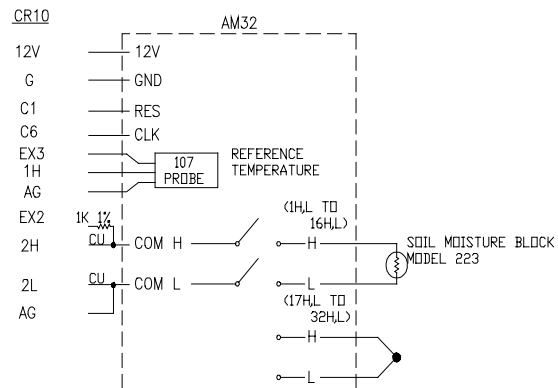 CR10
AM32
12V 12V
G GND
C1 RES
C6 CLK
EX3
1H
AG
107
PROBE
REFERENCE
TEMPERATURE
EX2 1K 1%
2H CU COM H
(1H,L TO
16H,L)
H
SOIL MOISTURE BLOCK
MODEL 223
2L CU COM L
L
AG
(17H,L TO
32H,L)
H
L